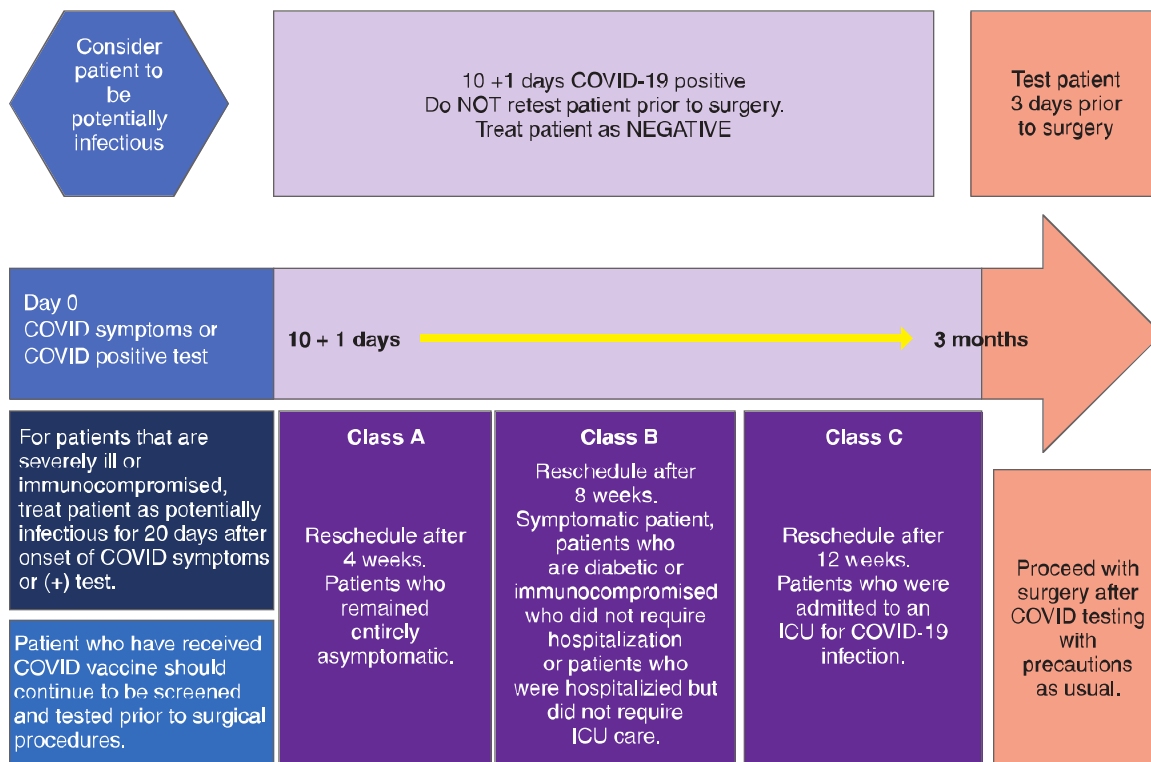 Consider
patient to
be
potentially
infectious
10 +1 days COVID-19 positive
Do NOT retest patient prior to surgery.
Treat patient as NEGATIVE
Test patient
3 days prior
to surgery
Day 0
COVID symptoms or
COVID positive test
10 + 1 days
3 months
For patients that are
severely ill or
immunocompromised,
treat patient as potentially
infectious for 20 days after
onset of COVID symptoms
or (+) test.
Patient who have received
COVID vaccine should
continue to be screened
and tested prior to surgical
procedures.
Class A
Reschedule after
4 weeks.
Patients who
remained
entirely
asymptomatic.
Class B
Reschedule after
8 weeks.
Symptomatic patient,
patients who
are diabetic or
immunocompromised
who did not require
hospitalization
or patients who
were hospitalizied but
did not require
ICU care.
Class C
Reschedule after
12 weeks.
Patients who were
admitted to an
ICU for COVID-19
infection.
Proceed with
surgery after
COVID testing
with
precautions
as usual.